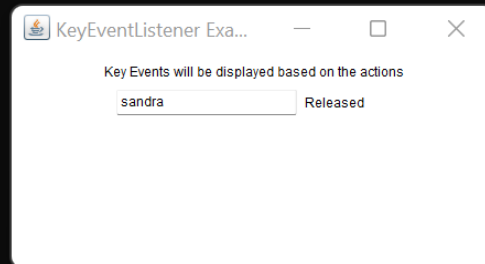 KeyEventListener Exa...
Key Events will be displayed based on the actions
sandra Released